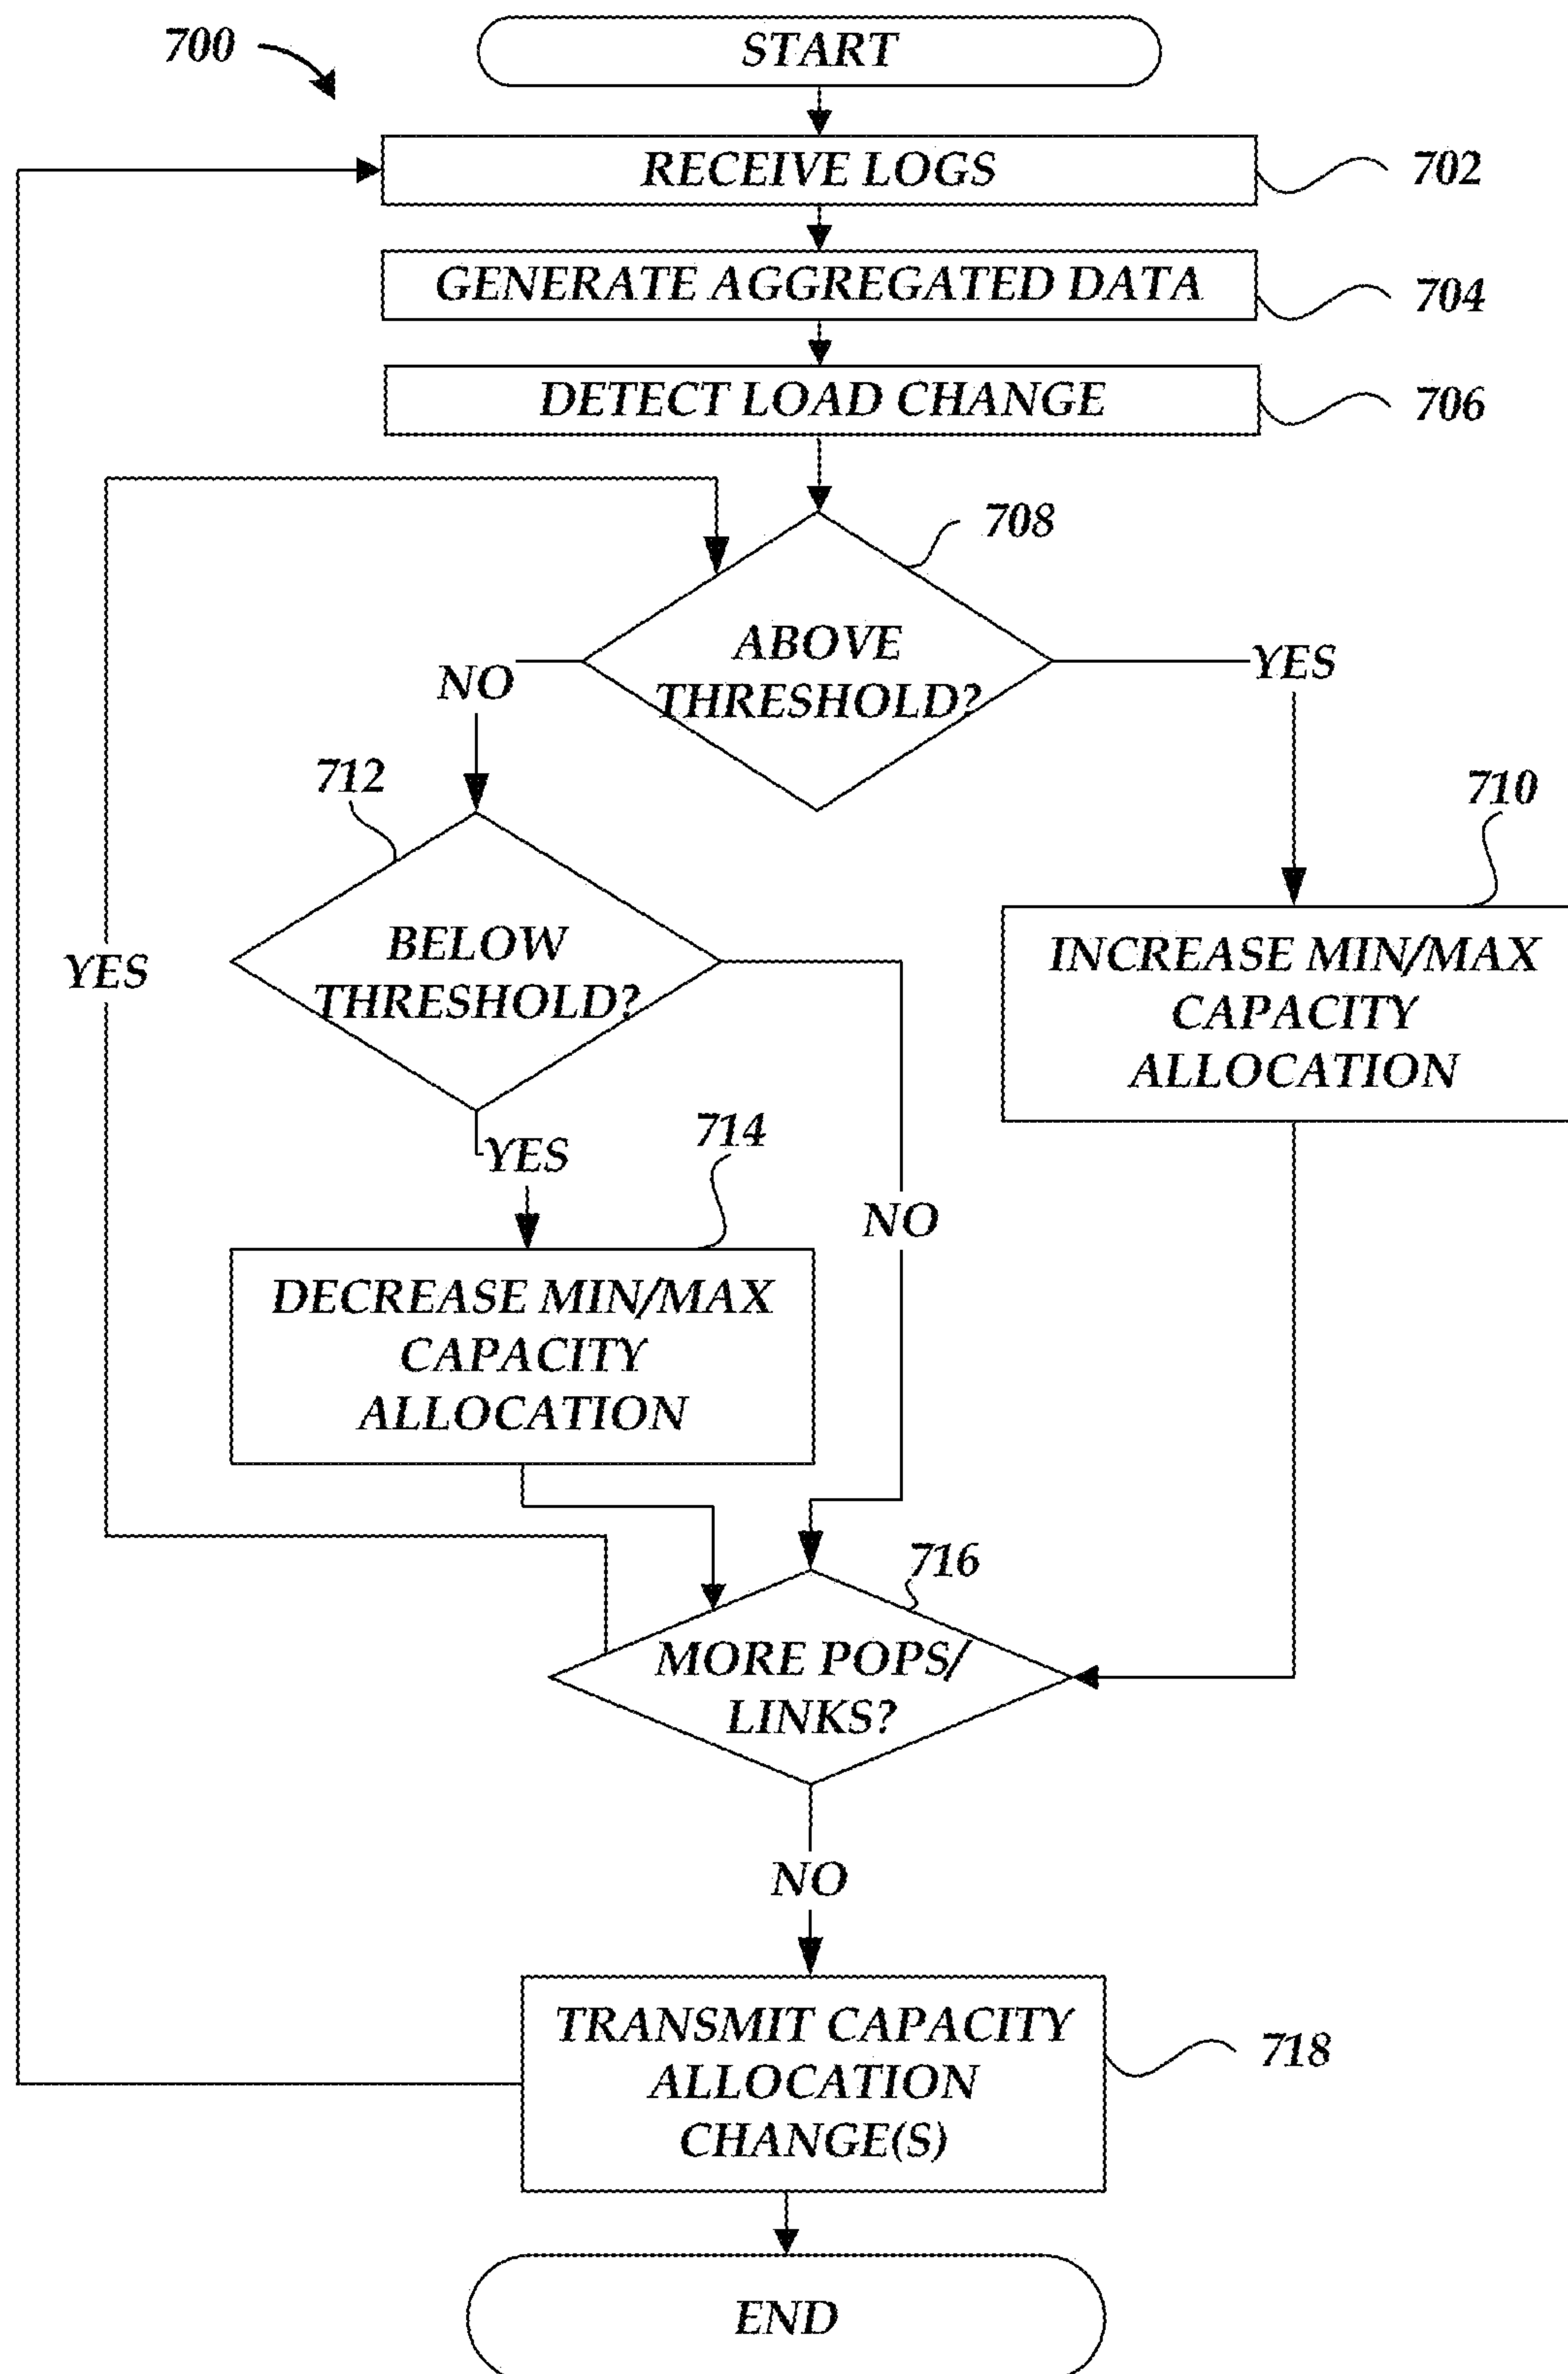 700
START
RECEIVE LOGS
702
GENERATE AGGREGATED DATA
704
DETECT LOAD CHANGE
706
708
ABOVE
THRESHOLD?
NO
YES
712
710
BELOW
THRESHOLD?
YES
INCREASE MIN/MAX
CAPACITY
ALLOCATION
YES
714
NO
DECREASE MIN/MAX
CAPACITY
ALLOCATION
716
MORE POPS/
LINKS?
NO
TRANSMIT CAPACITY
ALLOCATION
CHANGE(S)
718
END